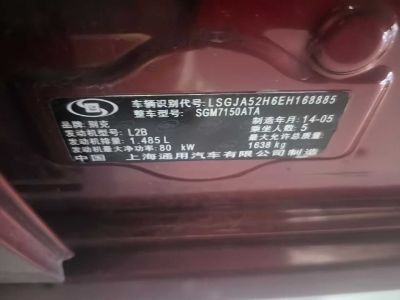 车辆识别代号: LSGJA52H6EH168885
整车型号: SGM7150ATA
品 牌: 别克 制造年月: 14-05
发动机型号: L2B 乘坐人数: 5
发动机排量: 1.485 L 最大允许总质量:
发动机最大净功率: 80 kW 1638 kg
中国 上海通用汽车有限公司制造